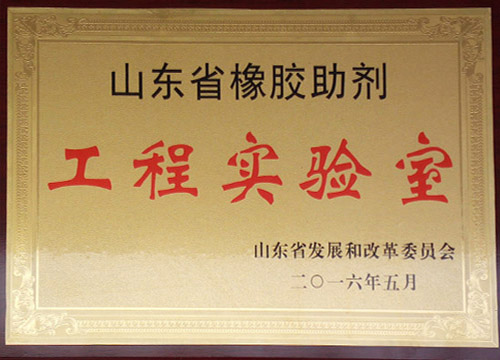 山东省橡胶助剂
工程实验室
山东省发展和改革委员会
二〇一六年五月